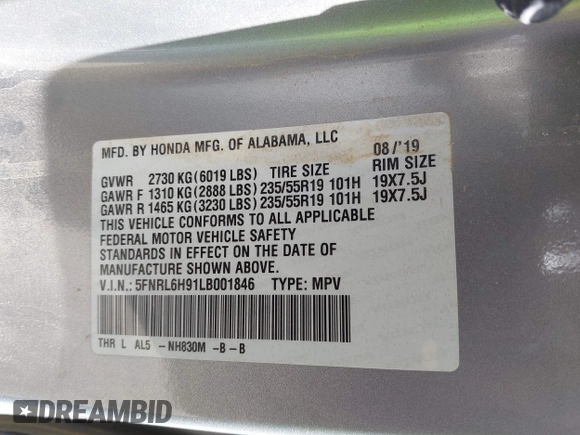 MFD. BY HONDA MFG. OF ALABAMA, LLC 08/'19
GVWR 2730 KG (6019 LBS) TIRE SIZE RIM SIZE
GAWR F 1310 KG (2888 LBS) 235/55R19 101H 19X7.5J
GAWR R 1465 KG (3230 LBS) 235/55R19 101H 19X7.5J
THIS VEHICLE CONFORMS TO ALL APPLICABLE
FEDERAL MOTOR VEHICLE SAFETY
STANDARDS IN EFFECT ON THE DATE OF
MANUFACTURE SHOWN ABOVE.
V.I.N.: 5FNRL6H91LB001846 TYPE: MPV
THR L AL5 -NH830M -B-B
DREAMBID